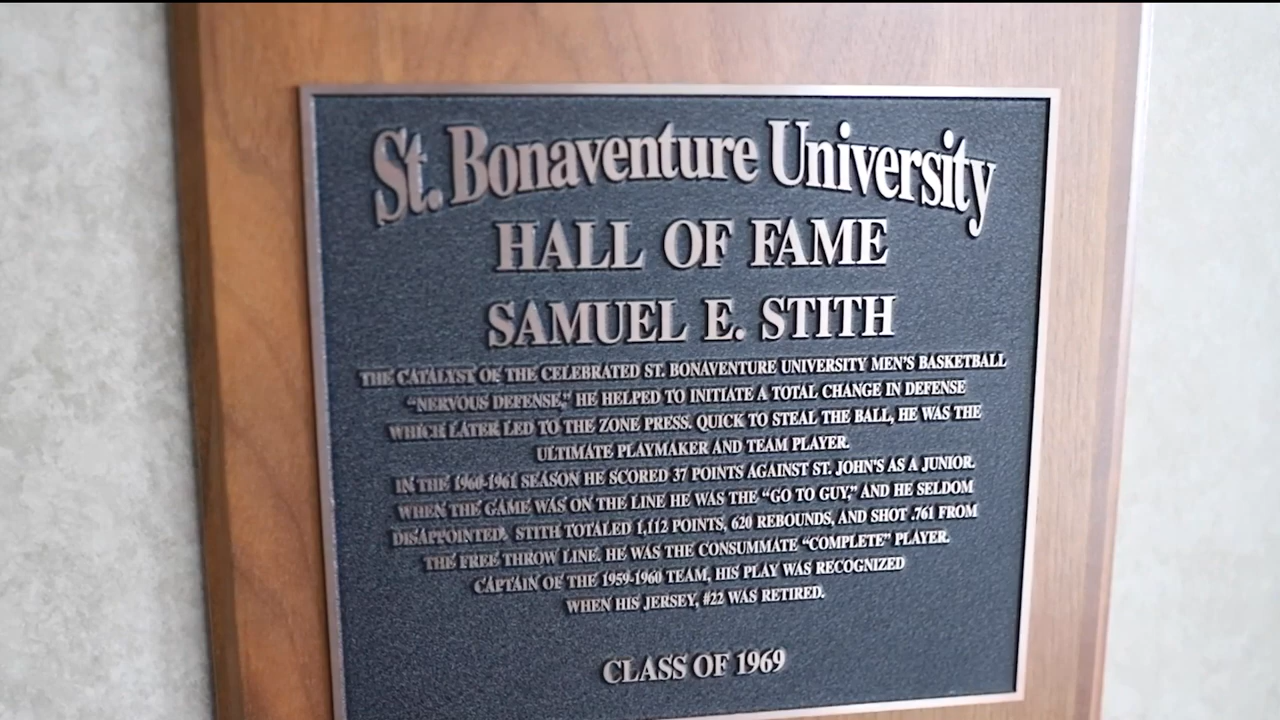 St. Bonaventure University
HALL OF FAME
SAMUEL E. STITH
THE CATALYST OF THE CELEBRATED ST. BONAVENTURE UNIVERSITY MEN'S BASKETBALL
"NERVOUS DEFENSE," HE HELPED TO INITIATE A TOTAL CHANGE IN DEFENSE
WHICH LATER LED TO THE ZONE PRESS. QUICK TO STEAL THE BALL, HE WAS THE
ULTIMATE PLAYMAKER AND TEAM PLAYER.
IN THE 1960-1961 SEASON HE SCORED 37 POINTS AGAINST ST. JOHN'S AS A JUNIOR.
WHEN THE GAME WAS ON THE LINE HE WAS THE "GO TO GUY," AND HE SELDOM
DISAPPOINTED. STITH TOTALED 1,112 POINTS, 620 REBOUNDS, AND SHOT .761 FROM
THE FREE THROW LINE. HE WAS THE CONSUMMATE "COMPLETE" PLAYER.
CAPTAIN OF THE 1959-1960 TEAM, HIS PLAY WAS RECOGNIZED
WHEN HIS JERSEY, #22 WAS RETIRED.
CLASS OF 1969